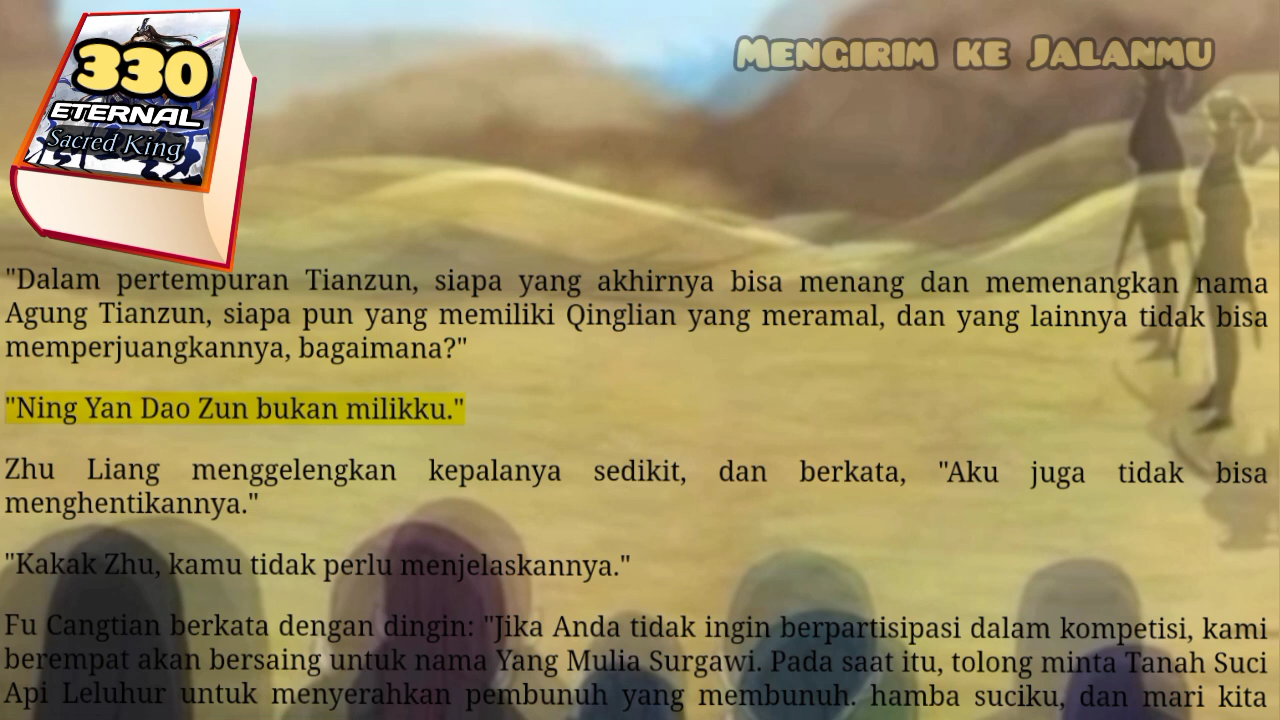 330
ETERNAL
Sacred King
MENGIRIM KE JALANMU
"Dalam pertempuran Tianzun, siapa yang akhirnya bisa menang dan memenangkan nama
Agung Tianzun, siapa pun yang memiliki Qinglian yang meramal, dan yang lainnya tidak bisa
memperjuangkannya, bagaimana?"
"Ning Yan Dao Zun bukan milikku."
Zhu Liang menggelengkan kepalanya sedikit, dan berkata, "Aku juga tidak bisa
menghentikannya."
"Kakak Zhu, kamu tidak perlu menjelaskannya."
Fu Cangtian berkata dengan dingin: "Jika Anda tidak ingin berpartisipasi dalam kompetisi, kami
berempat akan bersaing untuk nama Yang Mulia Surgawi. Pada saat itu, tolong minta Tanah Suci
Api Leluhur untuk menyerahkan pembunuh yang membunuh. hamba suciku, dan mari kita